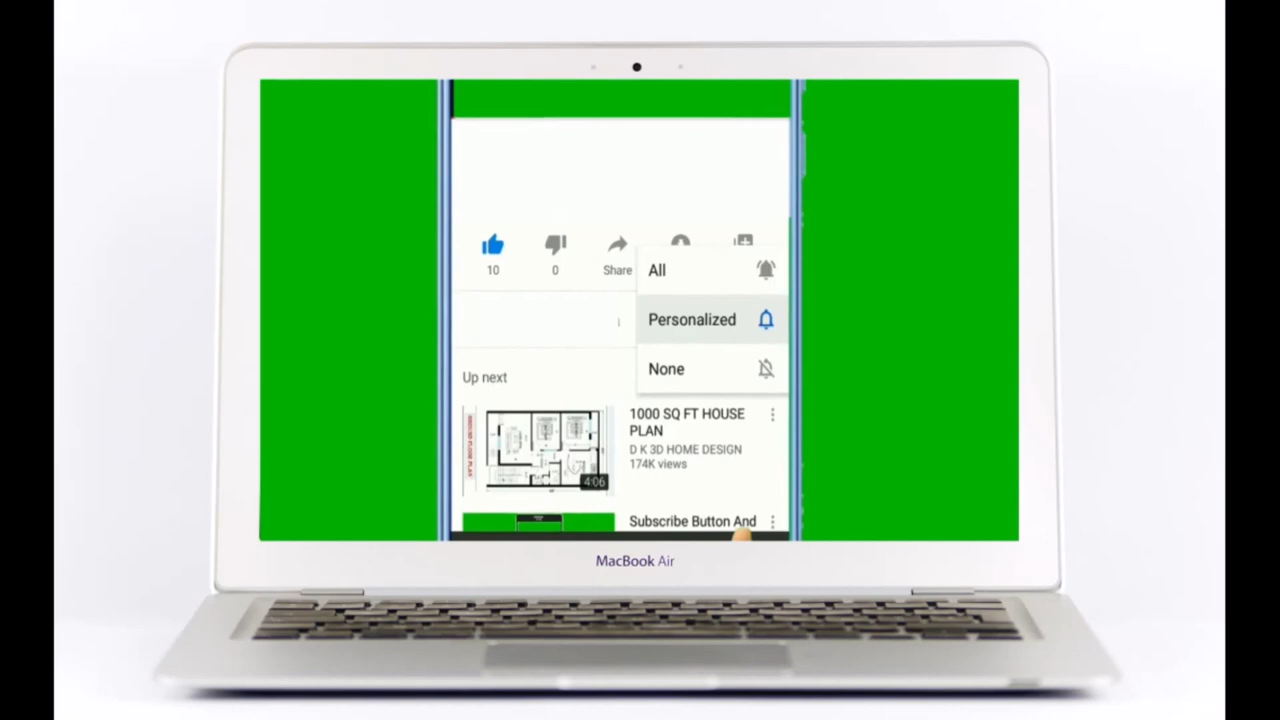 10
0
Share
All
Personalized
None
Up next
1000 SQ FT HOUSE
PLAN
D K 3D HOME DESIGN
174K views
4:06
Subscribe Button And
MacBook Air